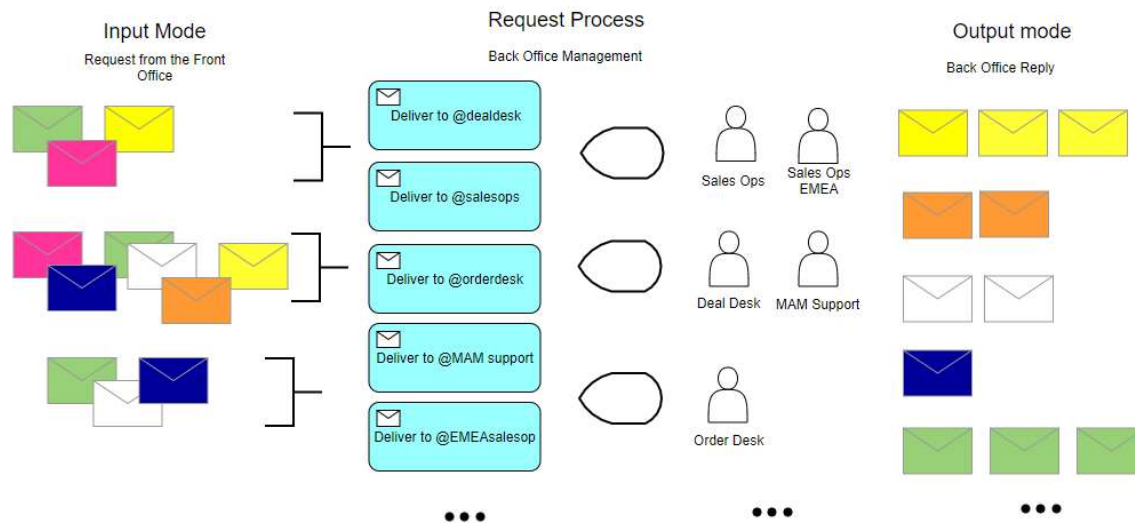 Input Mode
Request from the Front
Office
Request Process
Back Office Management
Output mode
Back Office Reply
Deliver to @dealdesk
Deliver to @salesops
Deliver to @orderdesk
Deliver to @MAM support
Deliver to @EMEAsalesop
Sales Ops
Sales Ops
EMEA
Deal Desk
MAM Support
Order Desk